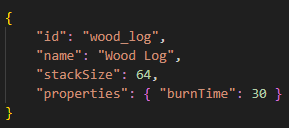 {
    "id": "wood_log",
    "name": "Wood Log",
    "stackSize": 64,
    "properties": { "burnTime": 30 }
}